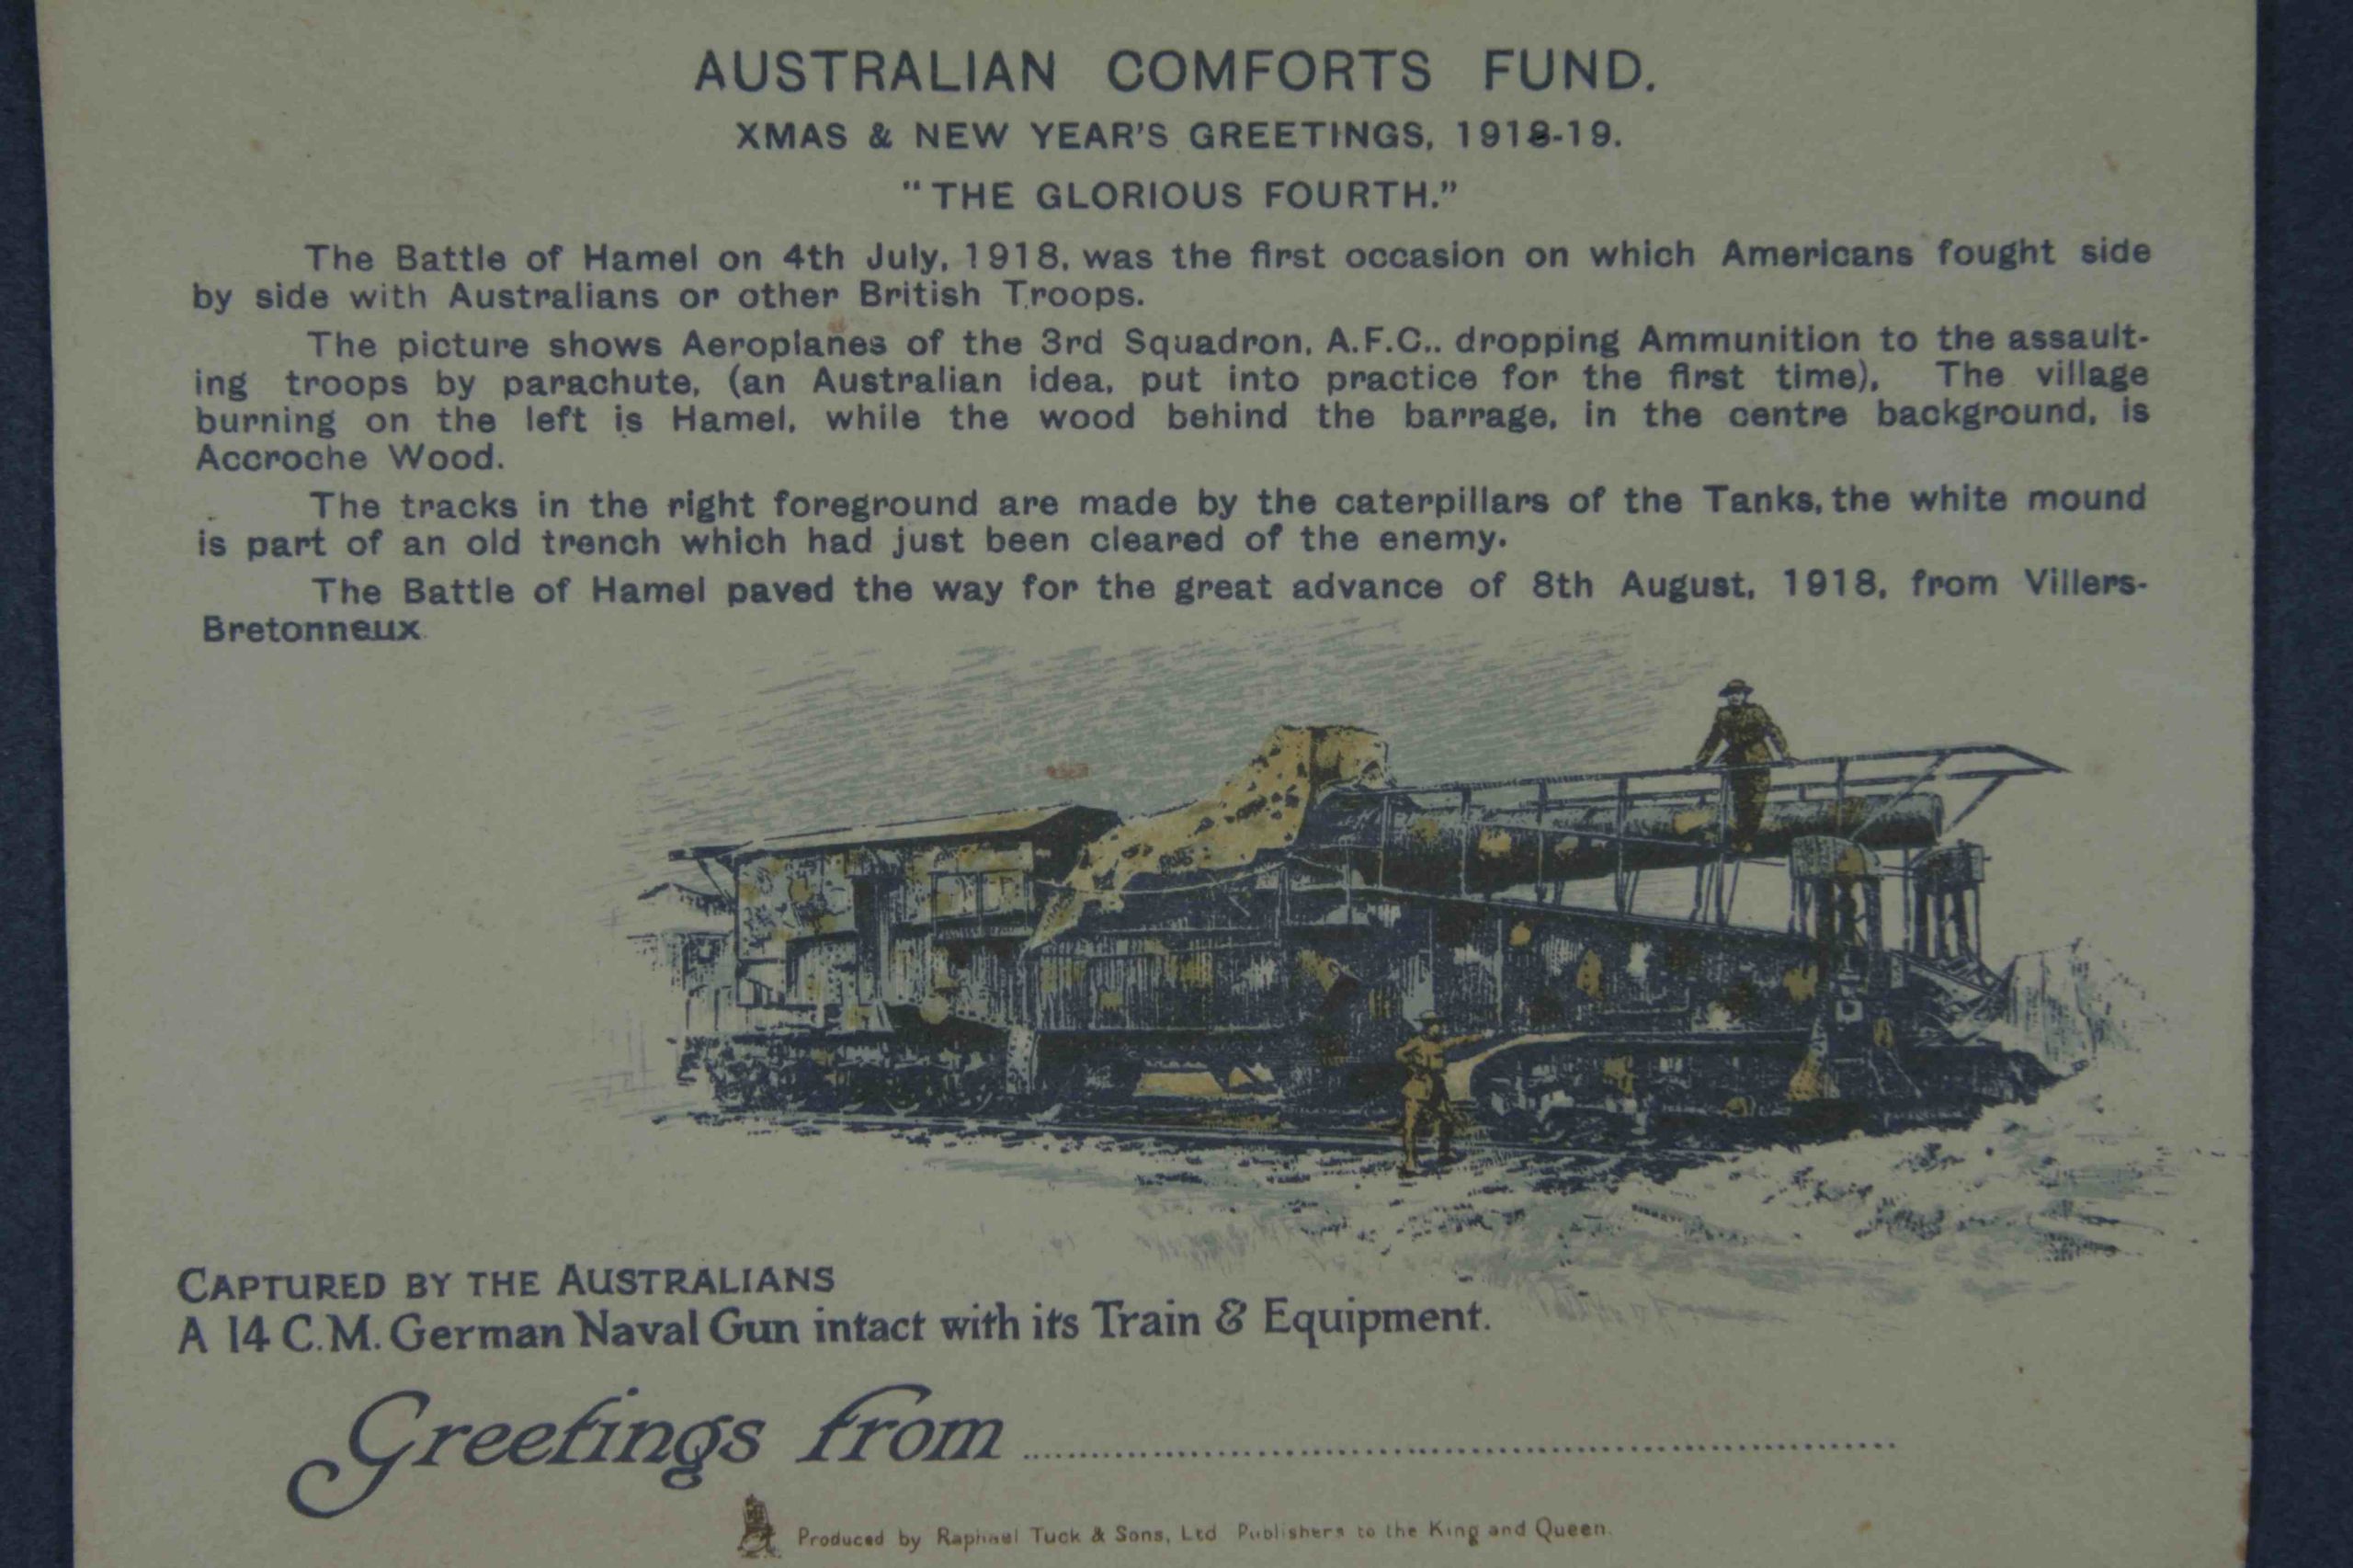 AUSTRALIAN COMFORTS FUND.
XMAS & NEW YEAR'S GREETINGS, 1918-19.
"THE GLORIOUS FOURTH."
The Battle of Hamel on 4th July, 1918, was the first occasion on which Americans fought side
by side with Australians or other British Troops.
The picture shows Aeroplanes of the 3rd Squadron, A.F.C., dropping Ammunition to the assault-
ing troops by parachute, (an Australian idea, put into practice for the first time), The village
burning on the left is Hamel, while the wood behind the barrage, in the centre background, is
Accroche Wood.
The tracks in the right foreground are made by the caterpillars of the Tanks, the white mound
is part of an old trench which had just been cleared of the enemy.
The Battle of Hamel paved the way for the great advance of 8th August, 1918, from Villers-
Bretonneux
CAPTURED BY THE AUSTRALIANS
A 14 C.M. German Naval Gun intact with its Train & Equipment.
Greetings from ........................................
Produced by Raphael Tuck & Sons, Ltd Publishers to the King and Queen.